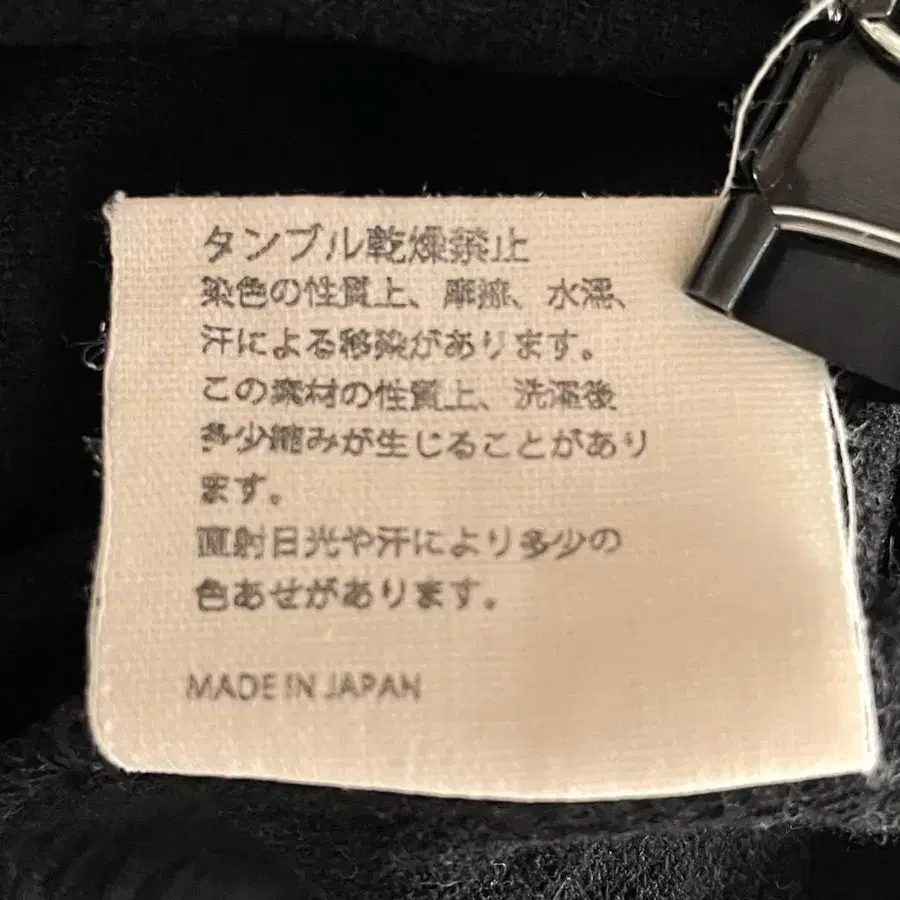 タンブル乾燥禁止
染色の性質上、摩擦、水濡、
汗による移染があります。
この素材の性質上、洗濯後
多少縮みが生じることがあり
ます。
直射日光や汗により多少の
色あせがあります。
MADE IN JAPAN